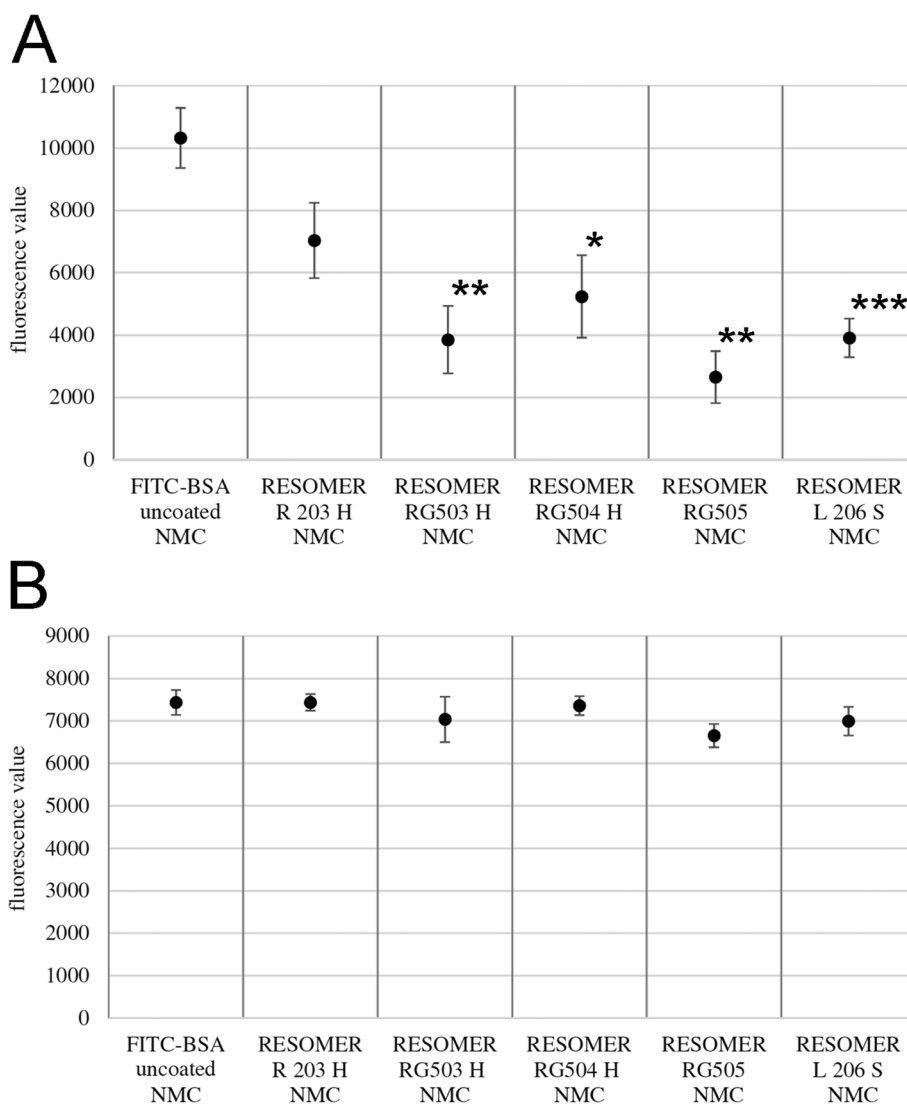 A
12000
10000
8000
6000
4000
2000
0
fluorescence value
**
*
**
***
FITC-BSA uncoated NMC
RESOMER R 203 H NMC
RESOMER RG503 H NMC
RESOMER RG504 H NMC
RESOMER RG505 NMC
RESOMER L 206 S NMC
B
9000
8000
7000
6000
5000
4000
3000
2000
1000
0
fluorescence value
FITC-BSA uncoated NMC
RESOMER R 203 H NMC
RESOMER RG503 H NMC
RESOMER RG504 H NMC
RESOMER RG505 NMC
RESOMER L 206 S NMC